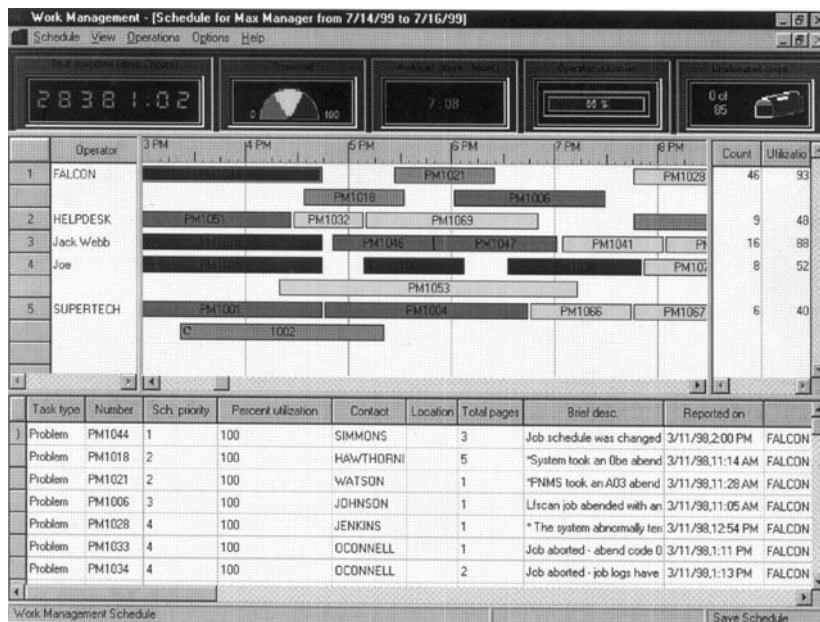 Work Management - [Schedule for Max Manager from 7/14/99 to 7/16/99]
Schedule View Operations Options Help
28381:02
0 100
7:08
66 %
0 of
85
Operator 3 PM 4 PM 5 PM 6 PM 7 PM 8 PM Count Utilizatio
1 FALCON PM1044 PM1021 PM1028 46 93
PM1018 PM1006
2 HELPDESK PM1051 PM1032 PM1069 9 48
3 Jack Webb PM1046 PM1047 PM1041 PM 16 88
4 Joe PM107 8 52
PM1053
5 SUPERTECH PM1001 PM1004 PM1066 PM1067 6 40
C 1002
Task type Number Sch. priority Percent utilization Contact Location Total pages Brief desc. Reported on
Problem PM1044 1 100 SIMMONS 3 Job schedule was changed 3/11/98,2:00 PM FALCON
Problem PM1018 2 100 HAWTHORNI 5 "System took an 0be abend 3/11/98,11:14 AM FALCON
Problem PM1021 2 100 WATSON 1 "PNMS took an A03 abend 3/11/98,11:28 AM FALCON
Problem PM1006 3 100 JOHNSON 1 Lfscan job abended with an 3/11/98,11:05 AM FALCON
Problem PM1028 4 100 JENKINS 1 " The system abnormally ten 3/11/98,12:54 PM FALCON
Problem PM1033 4 100 OCONNELL 1 Job aborted - abend code 0 3/11/98,1:11 PM FALCON
Problem PM1034 4 100 OCONNELL 2 Job aborted - job logs have 3/11/98,1:13 PM FALCON
Work Management Schedule Save Schedule